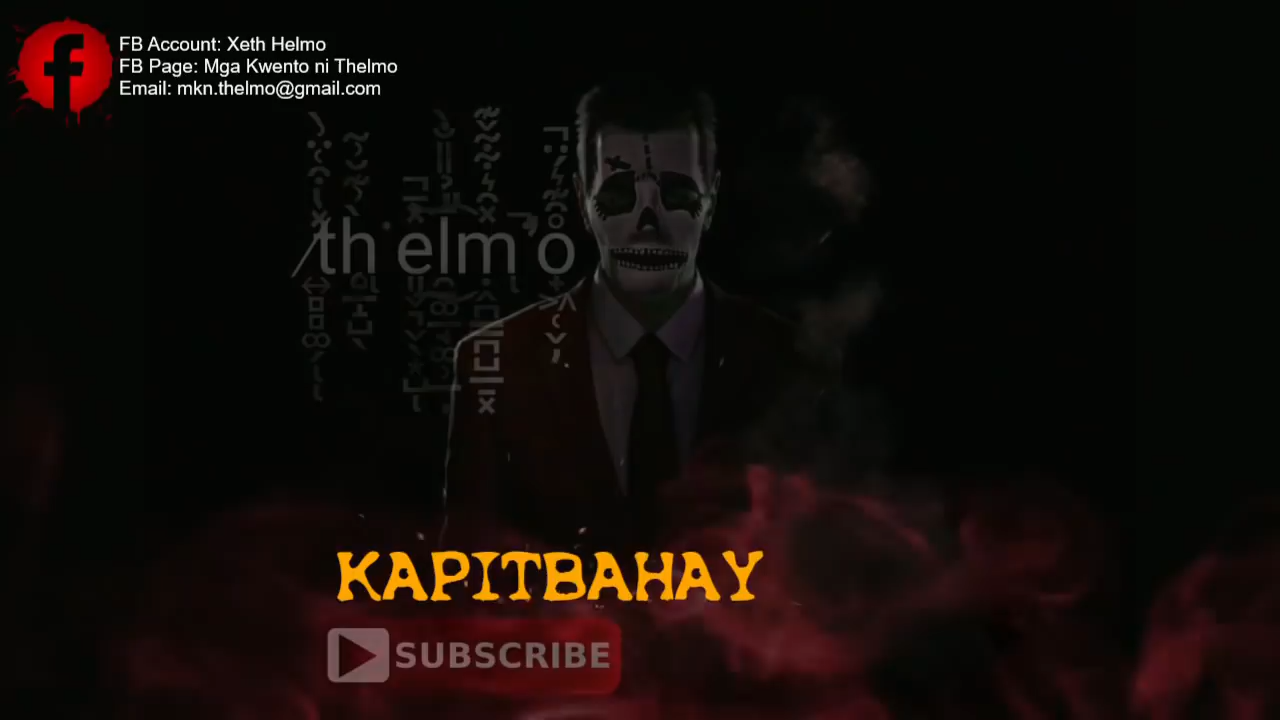 FB Account: Xeth Helmo
FB Page: Mga Kwento ni Thelmo
Email: mkn.thelmo@gmail.com
thelmo
KAPITBAHAY
SUBSCRIBE